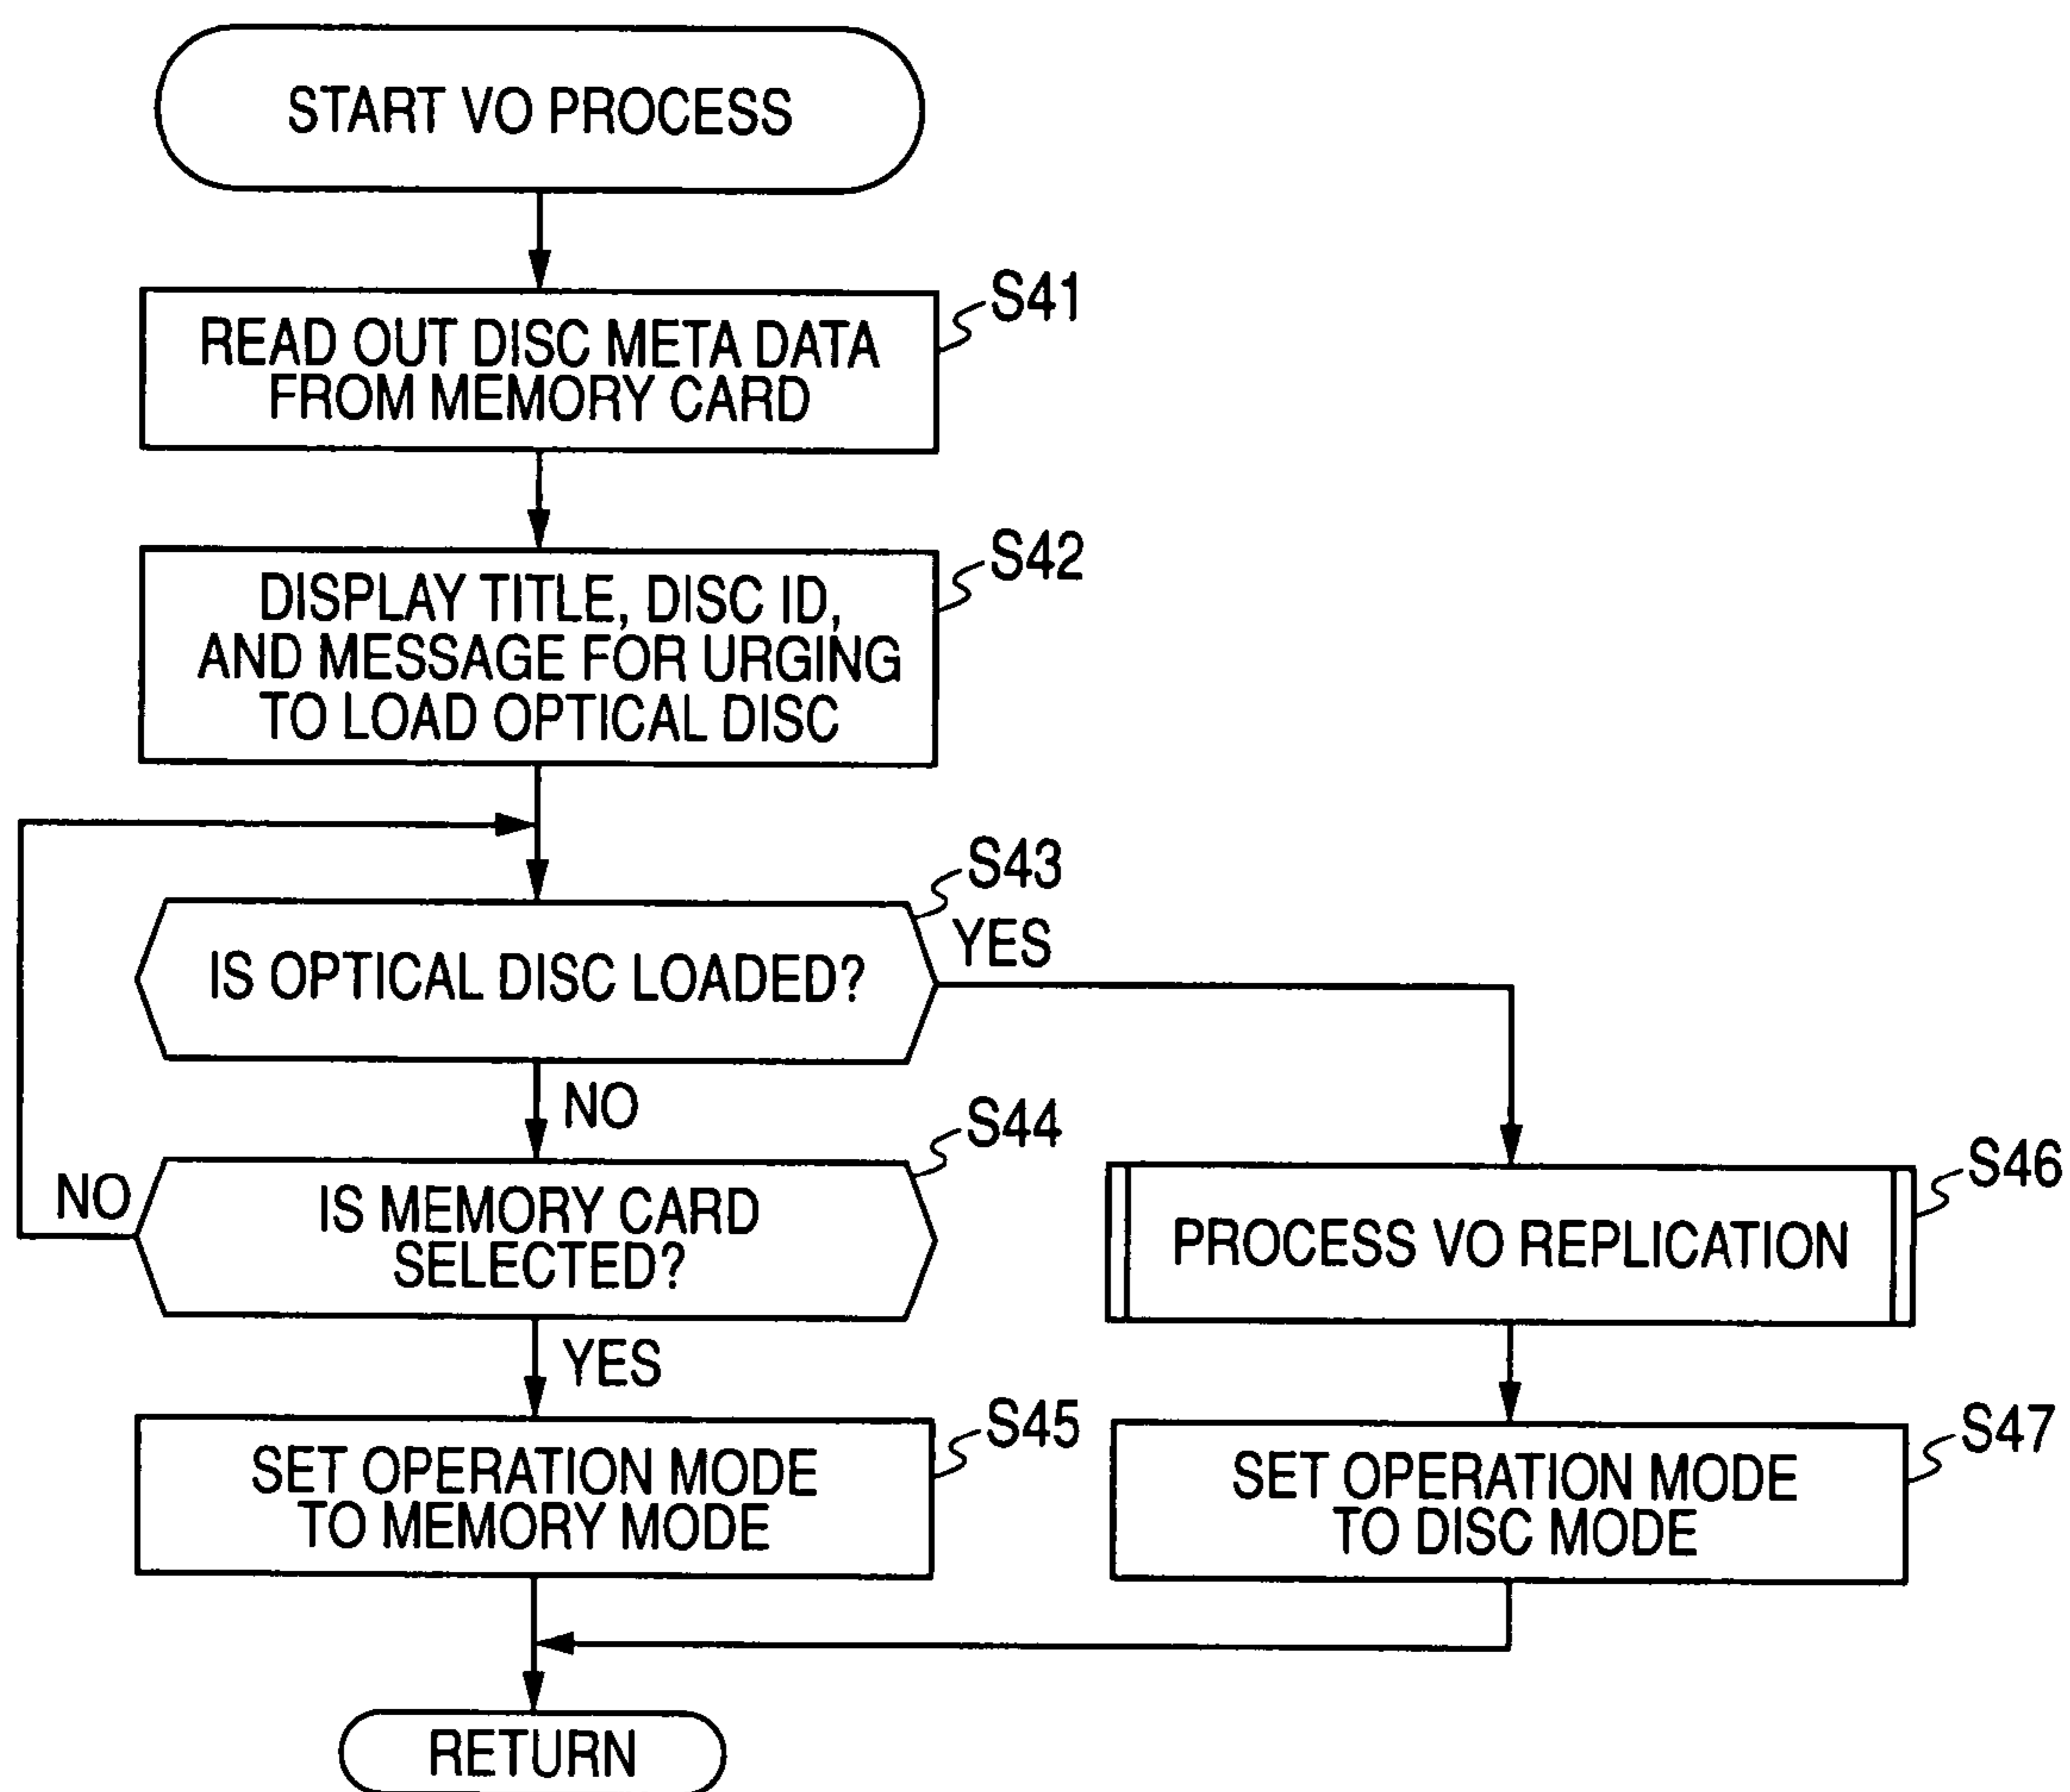 START VO PROCESS
S41
READ OUT DISC META DATA
FROM MEMORY CARD
S42
DISPLAY TITLE, DISC ID,
AND MESSAGE FOR URGING
TO LOAD OPTICAL DISC
S43
IS OPTICAL DISC LOADED?
YES
NO
S44
IS MEMORY CARD
SELECTED?
NO
YES
S45
SET OPERATION MODE
TO MEMORY MODE
S46
PROCESS VO REPLICATION
S47
SET OPERATION MODE
TO DISC MODE
RETURN